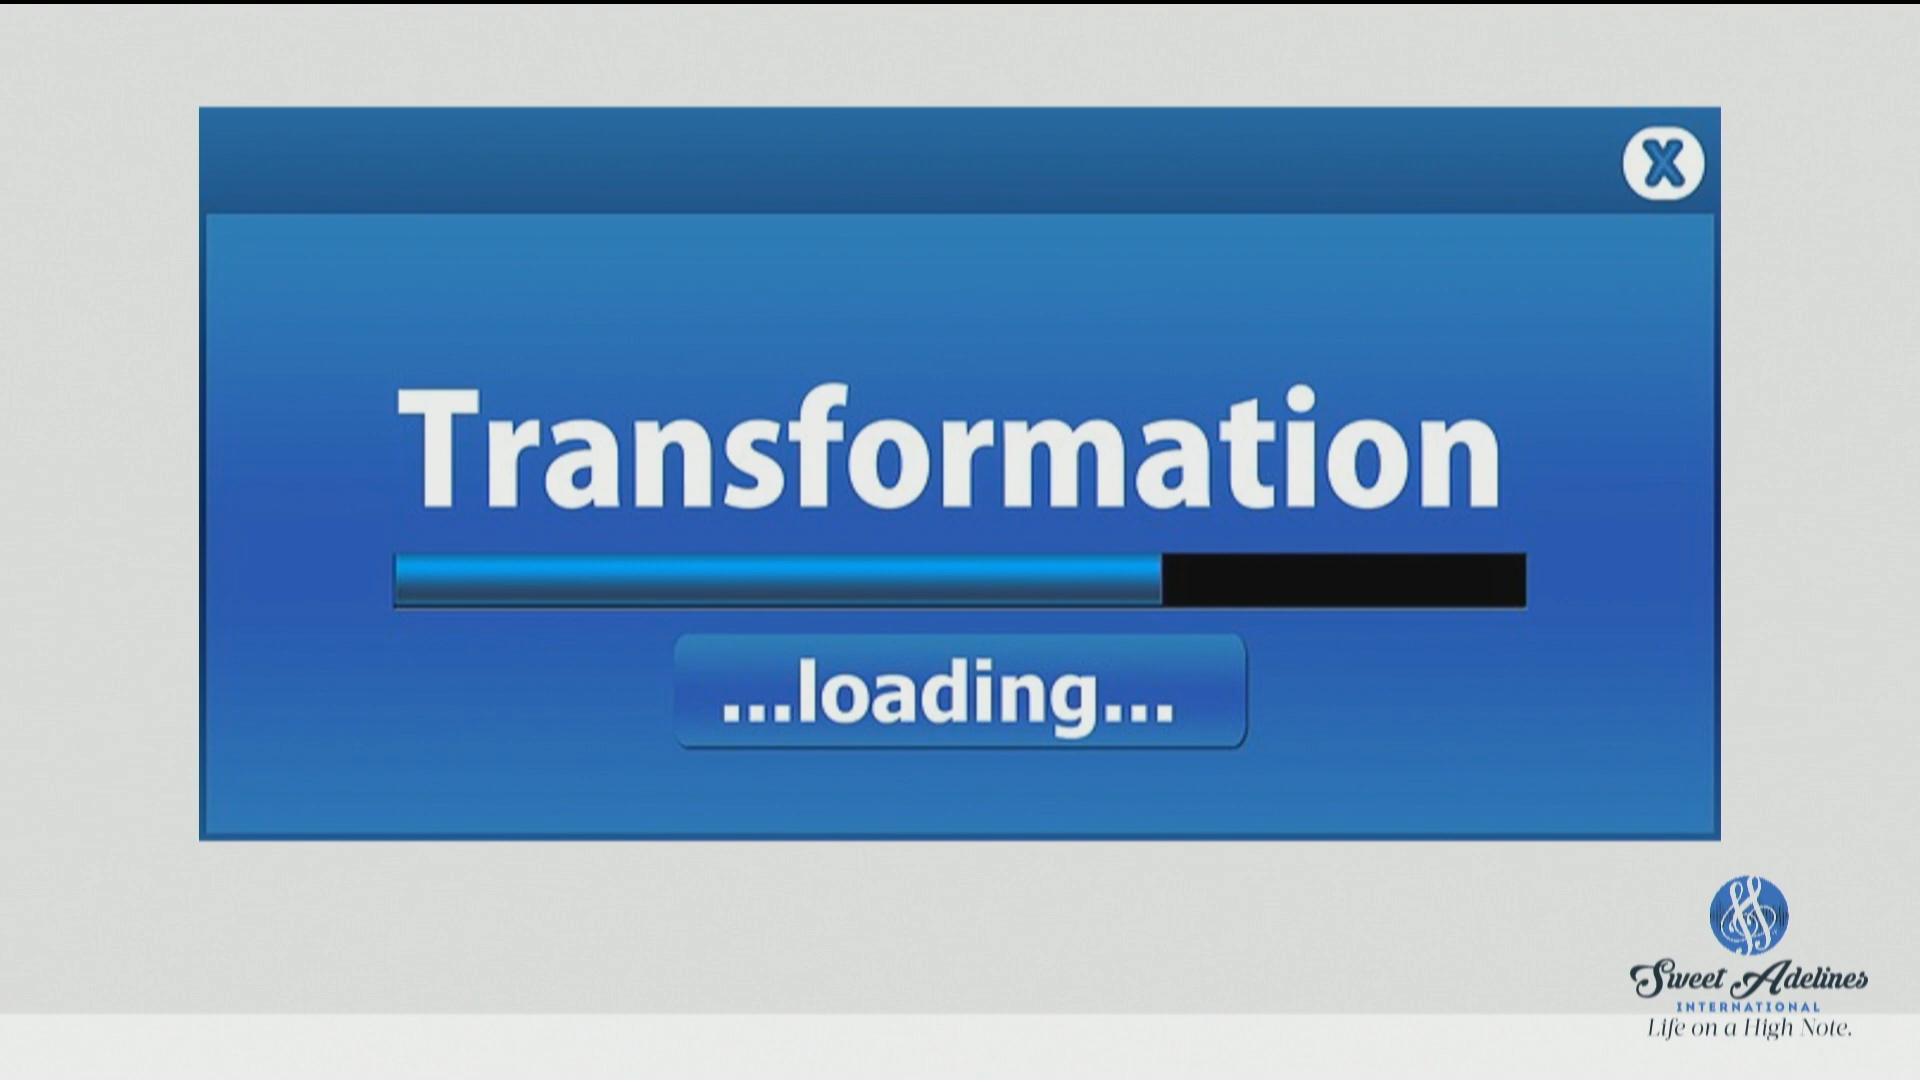 X
Transformation
...loading...
Sweet Adelines
INTERNATIONAL
Life on a High Note.